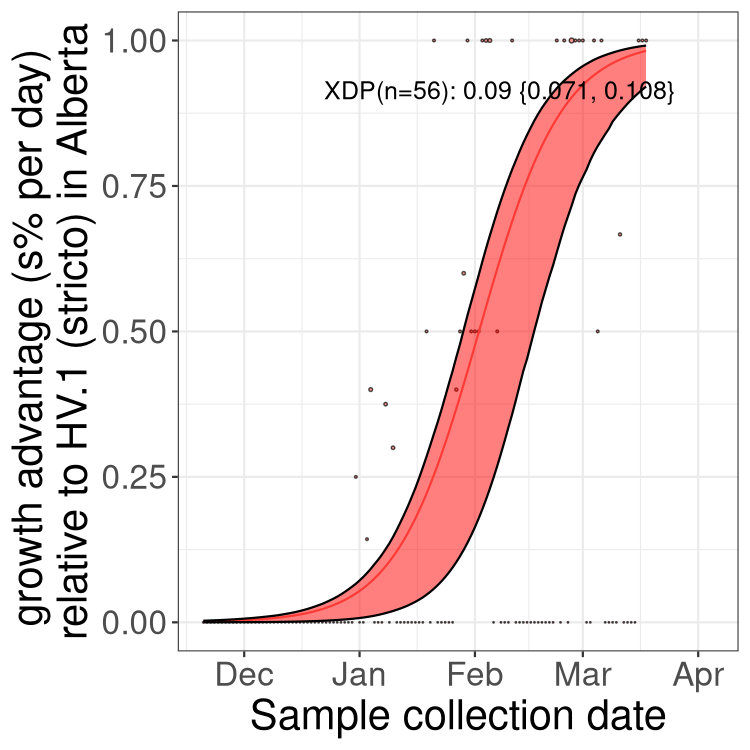 growth advantage (s% per day)
relative to HV.1 (stricto) in Alberta
1.00
XDP(n=56): 0.09 {0.071, 0.108}
0.75
0.50
0.25
0.00
Dec Jan Feb Mar Apr
Sample collection date